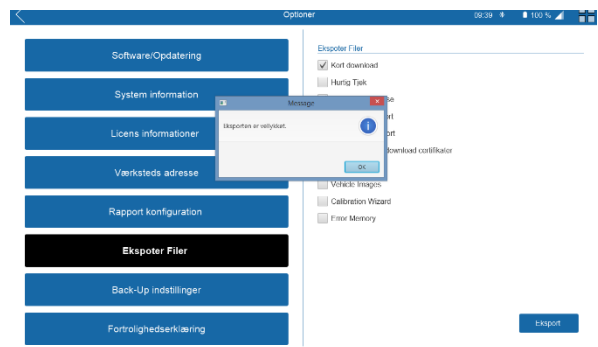 Optioner
09:39
100 %
Software/Opdatering
System information
Licens informationer
Værksteds adresse
Rapport konfiguration
Ekspoter Filer
Back-Up indstillinger
Fortrolighedserklæring
Ekspoter Filer
Kort download
Hurtig Tjek
Message
Eksporten er vellykket.
OK
download certifikater
Vehicle Images
Calibration Wizard
Error Memory
Eksport